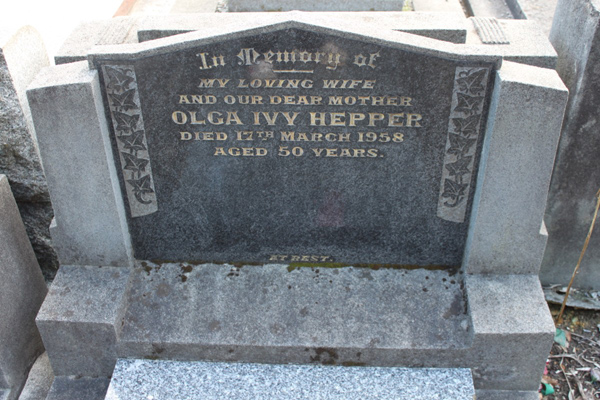 In Memory of
MY LOVING WIFE
AND OUR DEAR MOTHER
OLGA IVY HEPPER
DIED 17TH MARCH 1958
AGED 50 YEARS.
AT REST.